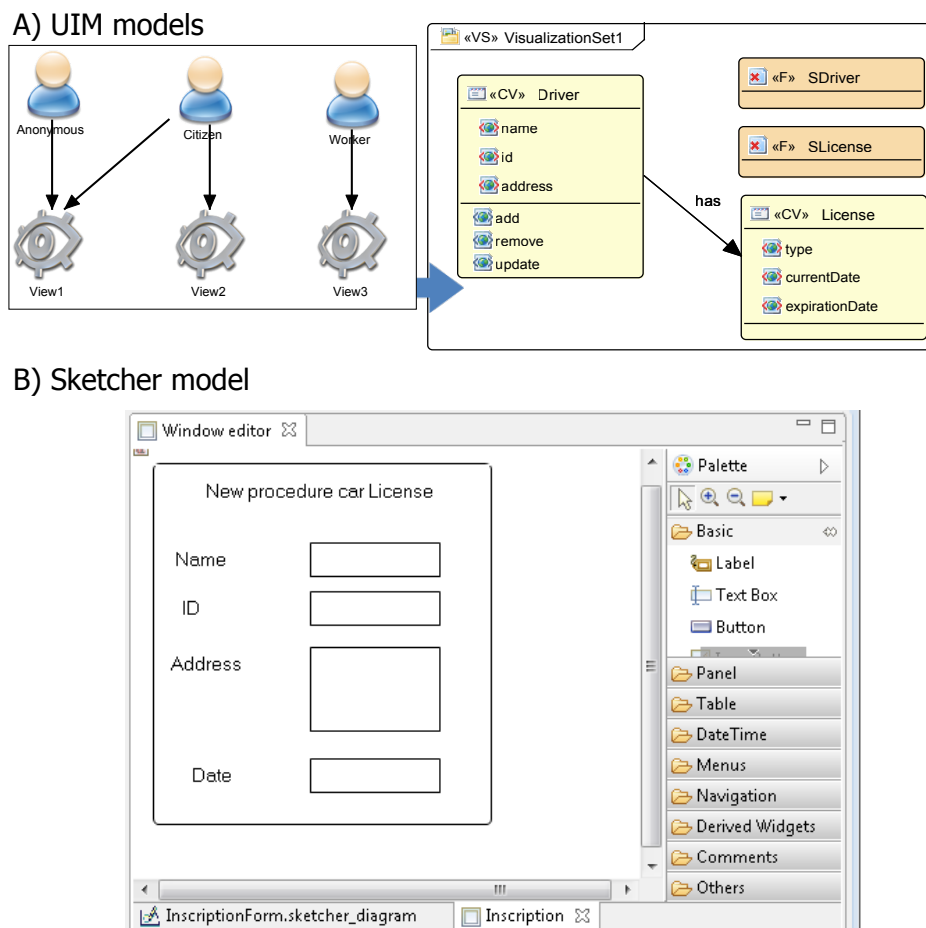 A) UIM models
Anonymous
Citizen
Worker
View1
View2
View3
«VS» VisualizationSet1
«CV» Driver
name
id
address
add
remove
update
has
«F» SDriver
«F» SLicense
«CV» License
type
currentDate
expirationDate
B) Sketcher model
Window editor
New procedure car License
Name
ID
Address
Date
Palette
Basic
Label
Text Box
Button
Panel
Table
DateTime
Menus
Navigation
Derived Widgets
Comments
Others
InscriptionForm.sketcher_diagram
Inscription